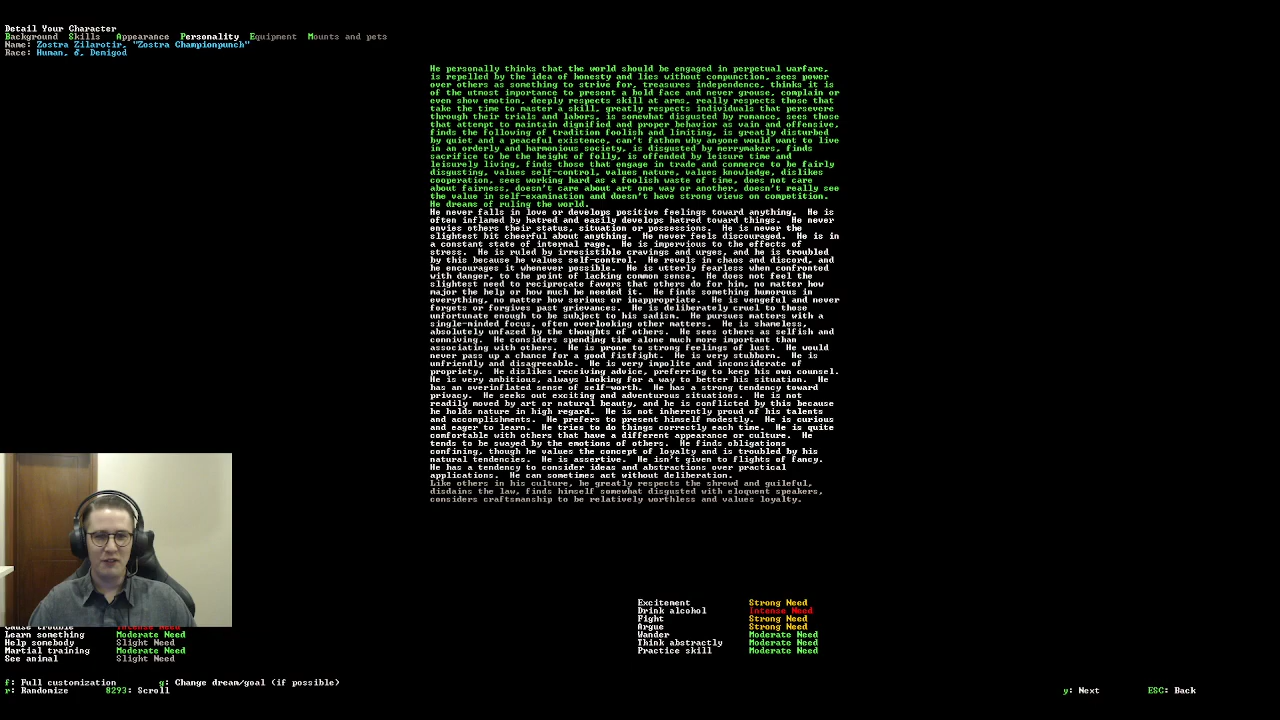 Detail Your Character
Background Skills Appearance Personality Equipment Mounts and pets
Name: Zostra Zilarotir, "Zostra Championpunch"
Race: Human, 6, Demigod
He personally thinks that the world should be engaged in perpetual warfare,
is repelled by the idea of honesty and lies without compunction, sees power
over others as something to strive for, treasures independence, thinks it is
of the utmost importance to present a bold face and never grouse, complain or
even show emotion, deeply respects skill at arms, really respects those that
take the time to master a skill, greatly respects individuals that persevere
through their trials and labors, is somewhat disgusted by romance, sees those
that attempt to maintain dignified and proper behavior as vain and offensive,
finds the following of tradition foolish and limiting, is greatly disturbed
by quiet and a peaceful existence, can't fathom why anyone would want to live
in an orderly and harmonious society, is disgusted by merrymakers, finds
sacrifice to be the height of folly, is offended by leisure time and
leisurely living, finds those that engage in trade and commerce to be fairly
disgusting, values self-control, values nature, values knowledge, dislikes
cooperation, sees working hard as a foolish waste of time, does not care
about fairness, doesn't care about art one way or another, doesn't really see
the value in self-examination and doesn't have strong views on competition.
He dreams of ruling the world.
He never falls in love or develops positive feelings toward anything. He is
often inflamed by hatred and easily develops hatred toward things. He never
envies others their status, situation or possessions. He is never the
slightest bit cheerful about anything. He never feels discouraged. He is in
a constant state of internal rage. He is impervious to the effects of
stress. He is ruled by irresistible cravings and urges, and he is troubled
by this because he values self-control. He revels in chaos and discord, and
he encourages it whenever possible. He is utterly fearless when confronted
with danger, to the point of lacking common sense. He does not feel the
slightest need to reciprocate favors that others do for him, no matter how
major the help or how much he needed it. He finds something humorous in
everything, no matter how serious or inappropriate. He is vengeful and never
forgets or forgives past grievances. He is deliberately cruel to those
unfortunate enough to be subject to his sadism. He pursues matters with a
single-minded focus, often overlooking other matters. He is shameless,
absolutely unfazed by the thoughts of others. He sees others as selfish and
conniving. He considers spending time alone much more important than
associating with others. He is prone to strong feelings of lust. He would
never pass up a chance for a good fistfight. He is very stubborn. He is
unfriendly and disagreeable. He is very impolite and inconsiderate of
propriety. He dislikes receiving advice, preferring to keep his own counsel.
He is very ambitious, always looking for a way to better his situation. He
has an overinflated sense of self-worth. He has a strong tendency toward
privacy. He seeks out exciting and adventurous situations. He is not
readily moved by art or natural beauty, and he is conflicted by this because
he holds nature in high regard. He is not inherently proud of his talents
and accomplishments. He prefers to present himself modestly. He is curious
and eager to learn. He tries to do things correctly each time. He is quite
comfortable with others that have a different appearance or culture. He
tends to be swayed by the emotions of others. He finds obligations
confining, though he values the concept of loyalty and is troubled by his
natural tendencies. He is assertive. He isn't given to flights of fancy.
He has a tendency to consider ideas and abstractions over practical
applications. He can sometimes act without deliberation.
Like others in his culture, he greatly respects the shrewd and guileful,
disdains the law, finds himself somewhat disgusted with eloquent speakers,
considers craftsmanship to be relatively worthless and values loyalty.
Cause trouble Intense Need
Learn something Moderate Need
Help somebody Slight Need
Martial training Moderate Need
See animal Slight Need
Excitement Strong Need
Drink alcohol Intense Need
Fight Strong Need
Argue Strong Need
Wander Moderate Need
Think abstractly Moderate Need
Practice skill Moderate Need
f: Full customization q: Change dream/goal (if possible)
r: Randomize 8293: Scroll
y: Next ESC: Back